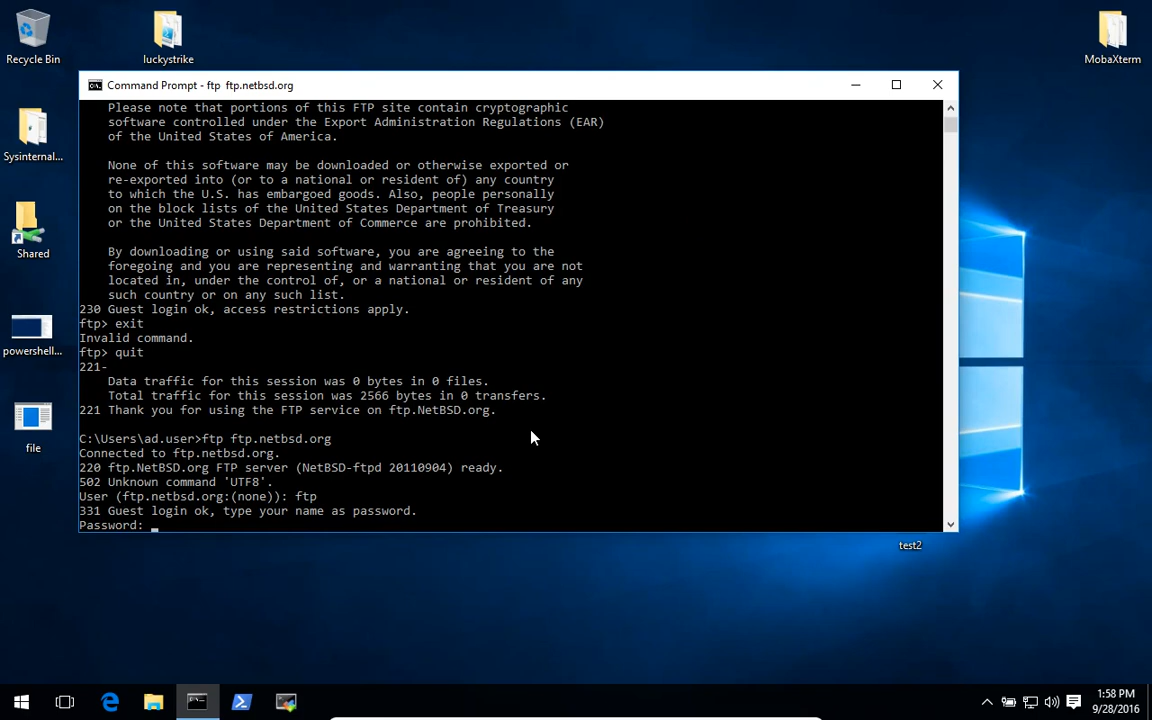 Recycle Bin
luckystrike
MobaXterm
Sysinternal...
Shared
powershell...
file
test2
Command Prompt - ftp  ftp.netbsd.org
Please note that portions of this FTP site contain cryptographic
software controlled under the Export Administration Regulations (EAR)
of the United States of America.
None of this software may be downloaded or otherwise exported or
re-exported into (or to a national or resident of) any country
to which the U.S. has embargoed goods. Also, people personally
on the block lists of the United States Department of Treasury
or the United States Department of Commerce are prohibited.
By downloading or using said software, you are agreeing to the
foregoing and you are representing and warranting that you are not
located in, under the control of, or a national or resident of any
such country or on any such list.
230 Guest login ok, access restrictions apply.
ftp> exit
Invalid command.
ftp> quit
221-
Data traffic for this session was 0 bytes in 0 files.
Total traffic for this session was 2566 bytes in 0 transfers.
221 Thank you for using the FTP service on ftp.NetBSD.org.
C:\Users\ad.user>ftp ftp.netbsd.org
Connected to ftp.netbsd.org.
220 ftp.NetBSD.org FTP server (NetBSD-ftpd 20110904) ready.
502 Unknown command 'UTF8'.
User (ftp.netbsd.org:(none)): ftp
331 Guest login ok, type your name as password.
Password: _
1:58 PM
9/28/2016